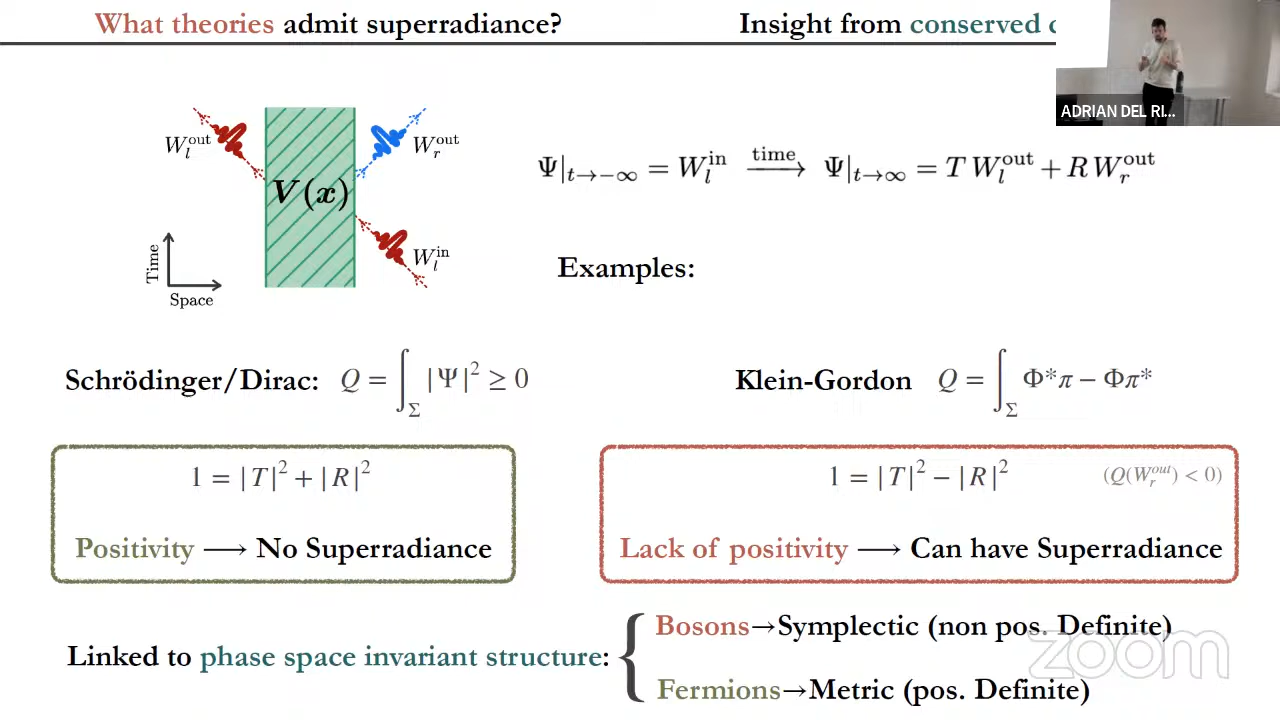 What theories admit superradiance?
Insight from conserved
ADRIAN DEL RI...
W_l^out
W_r^out
V(x)
W_l^in
Time
Space
Ψ|_{t→−∞} = W_l^in —time→ Ψ|_{t→∞} = T W_l^out + R W_r^out
Examples:
Schrödinger/Dirac: Q = ∫_Σ |Ψ|² ≥ 0
1 = |T|² + |R|²
Positivity ⟶ No Superradiance
Klein-Gordon Q = ∫_Σ Φ*π − Φπ*
1 = |T|² − |R|² (Q(W_r^out) < 0)
Lack of positivity ⟶ Can have Superradiance
Linked to phase space invariant structure:
Bosons→Symplectic (non pos. Definite)
Fermions→Metric (pos. Definite)
zoom